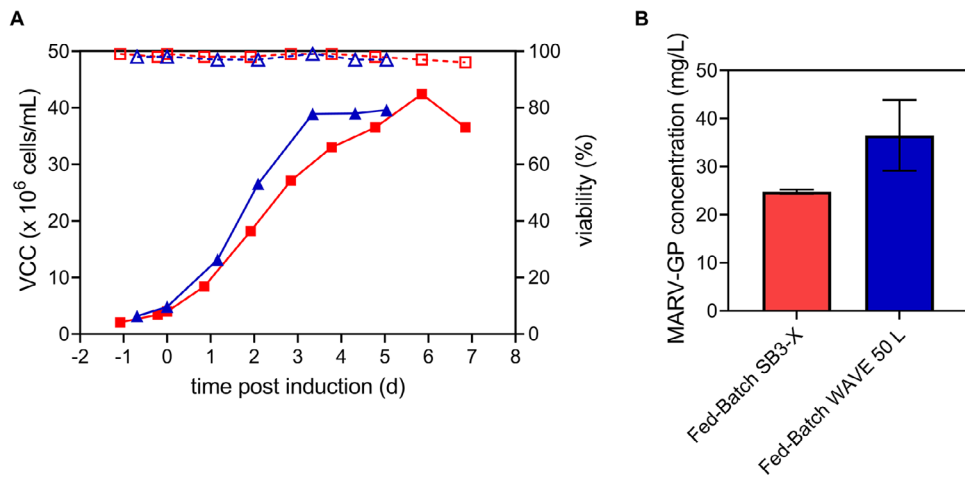 A
VCC (x 10⁶ cells/mL)
50
40
30
20
10
0
100
80
60
40
20
0
viability (%)
-2 -1 0 1 2 3 4 5 6 7 8
time post induction (d)
B
MARV-GP concentration (mg/L)
50
40
30
20
10
0
Fed-Batch SB3-X
Fed-Batch WAVE 50 L